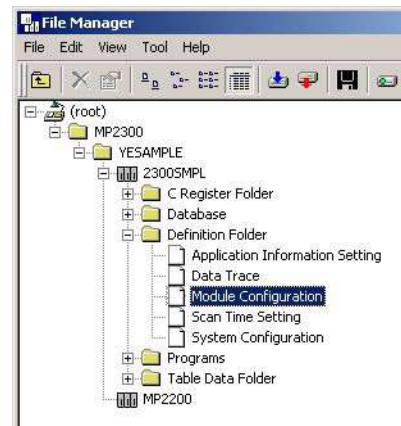 File Manager
File Edit View Tool Help
(root)
MP2300
YESAMPLE
2300SMPL
C Register Folder
Database
Definition Folder
Application Information Setting
Data Trace
Module Configuration
Scan Time Setting
System Configuration
Programs
Table Data Folder
MP2200